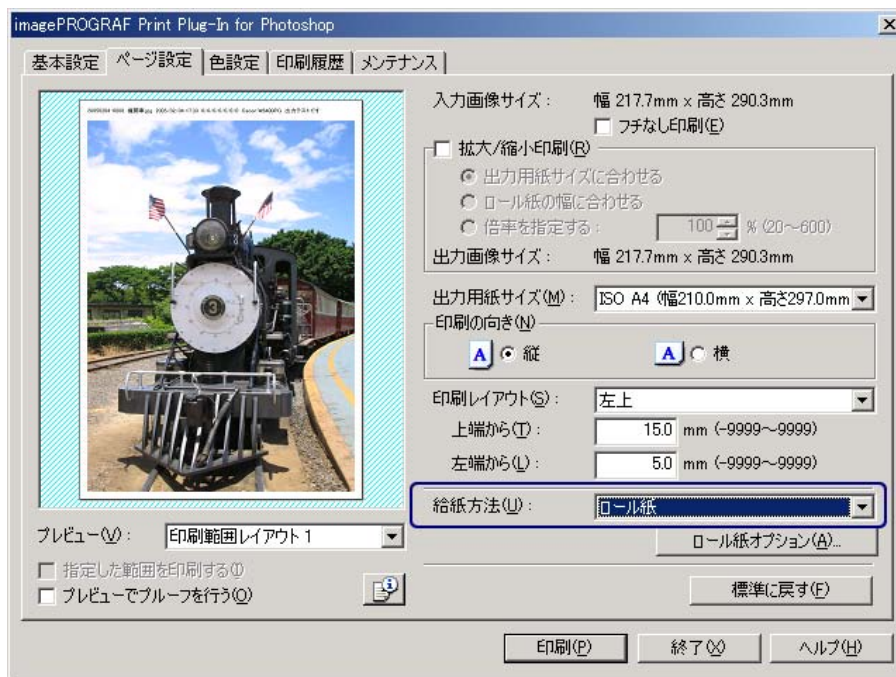 imagePROGRAF Print Plug-In for Photoshop
基本設定 ページ設定 色設定 印刷履歴 メンテナンス
入力画像サイズ： 幅 217.7mm x 高さ 290.3mm
フチなし印刷(E)
拡大/縮小印刷(R)
出力用紙サイズに合わせる
ロール紙の幅に合わせる
倍率を指定する： 100 % (20～600)
出力画像サイズ： 幅 217.7mm x 高さ 290.3mm
出力用紙サイズ(M)： ISO A4 (幅210.0mm x 高さ297.0mm
印刷の向き(N)
A 縦 A 横
印刷レイアウト(S)： 左上
上端から(T)： 15.0 mm (-9999～9999)
左端から(L)： 5.0 mm (-9999～9999)
給紙方法(U)： ロール紙
ロール紙オプション(A)...
プレビュー(V)： 印刷範囲レイアウト 1
指定した範囲を印刷する(I)
プレビューでプルーフを行う(O)
標準に戻す(F)
印刷(P) 終了(X) ヘルプ(H)
3